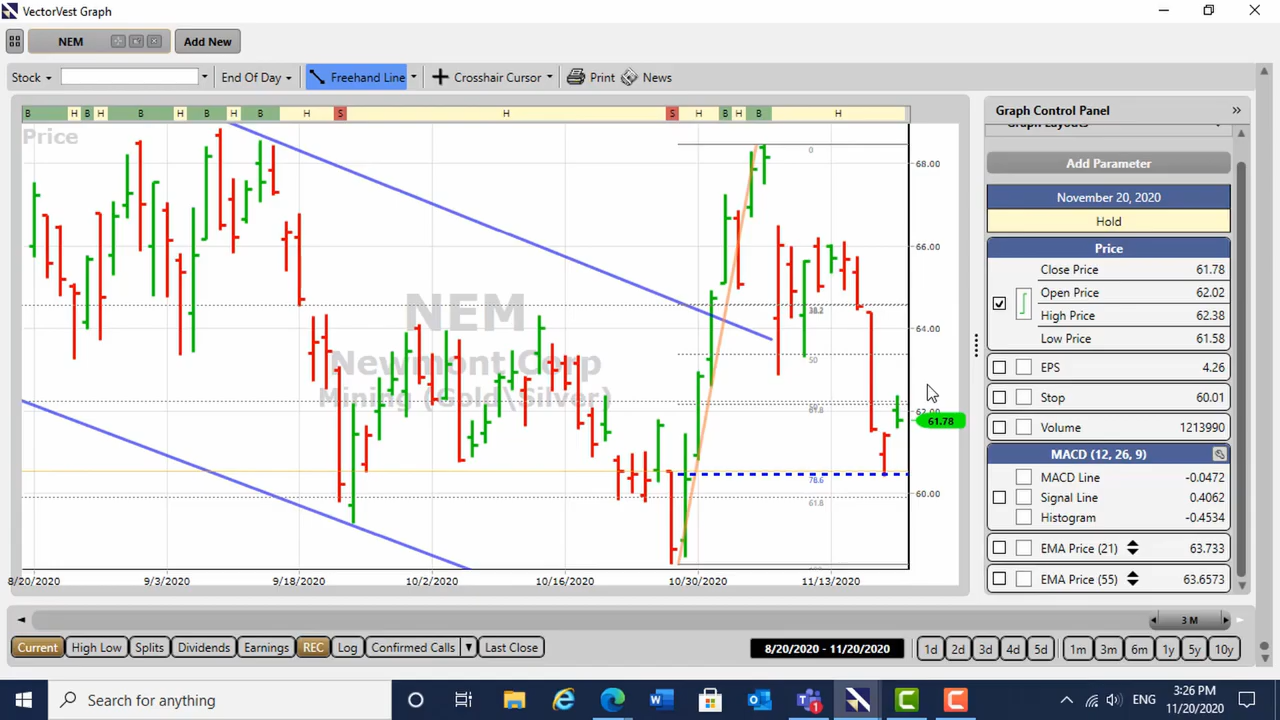 VectorVest Graph
NEM
Add New
Stock
End Of Day
Freehand Line
Crosshair Cursor
Print
News
B H B H B H B H B H S H S H B H B H
Price
0
38.2
50
61.8
78.6
61.8
NEM
Newmont Corp
Mining (Gold\Silver)
68.00
66.00
64.00
62.00
61.78
60.00
8/20/2020 9/3/2020 9/18/2020 10/2/2020 10/16/2020 10/30/2020 11/13/2020
Graph Control Panel
Add Parameter
November 20, 2020
Hold
Price
Close Price 61.78
Open Price 62.02
High Price 62.38
Low Price 61.58
EPS 4.26
Stop 60.01
Volume 1213990
MACD (12, 26, 9)
MACD Line -0.0472
Signal Line 0.4062
Histogram -0.4534
EMA Price (21) 63.733
EMA Price (55) 63.6573
3 M
Current High Low Splits Dividends Earnings REC Log Confirmed Calls Last Close
8/20/2020 - 11/20/2020
1d 2d 3d 4d 5d 1m 3m 6m 1y 5y 10y
Search for anything
ENG
3:26 PM
11/20/2020